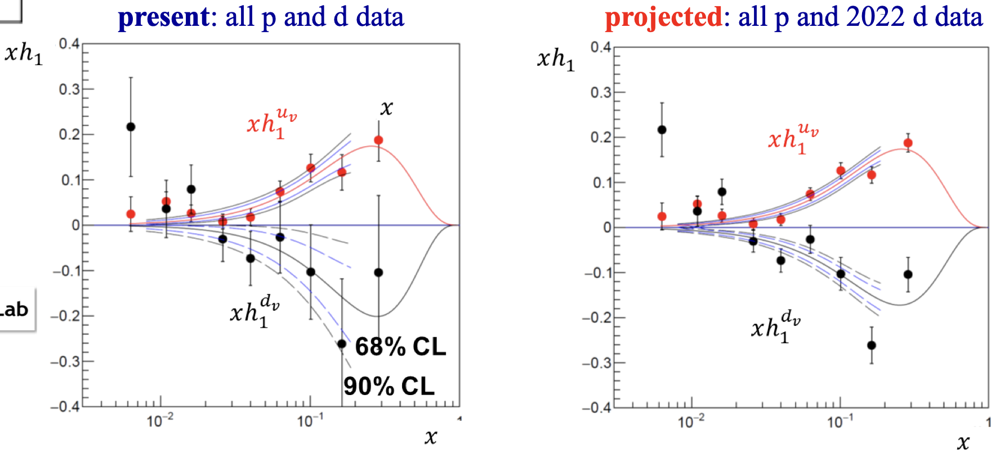 present: all p and d data
projected: all p and 2022 d data
xh₁
0.4
0.3
0.2
0.1
0
−0.1
−0.2
−0.3
−0.4
10⁻²
10⁻¹
1
x
xh₁ᵘᵛ
x
xh₁ᵈᵛ
68% CL
90% CL
Lab
xh₁
0.4
0.3
0.2
0.1
0
−0.1
−0.2
−0.3
−0.4
10⁻²
10⁻¹
1
x
xh₁ᵘᵛ
xh₁ᵈᵛ